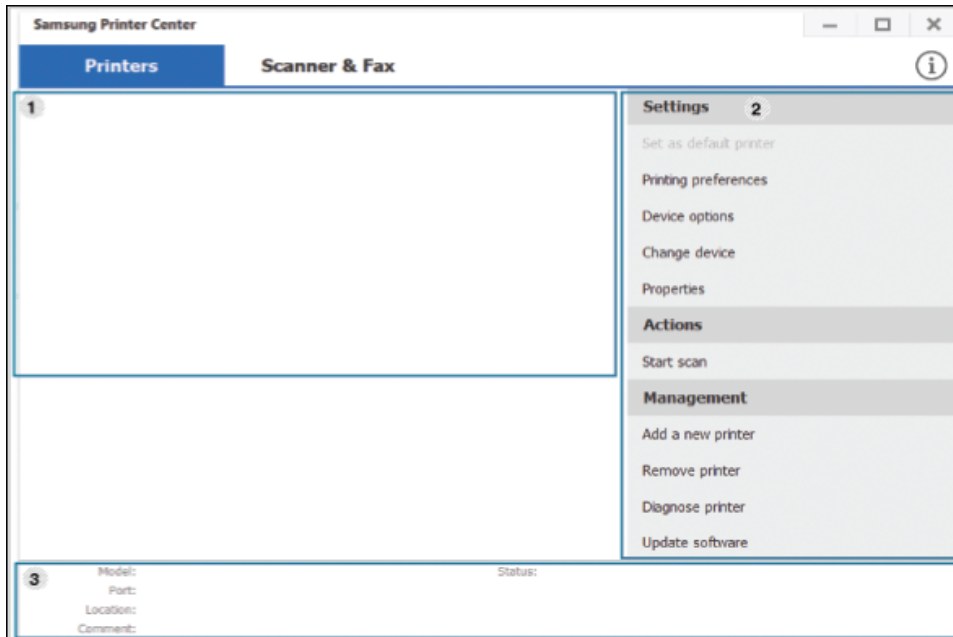 Samsung Printer Center
Printers Scanner & Fax i
1
Settings 2
Set as default printer
Printing preferences
Device options
Change device
Properties
Actions
Start scan
Management
Add a new printer
Remove printer
Diagnose printer
Update software
3 Model: Status:
Port:
Location:
Comment: